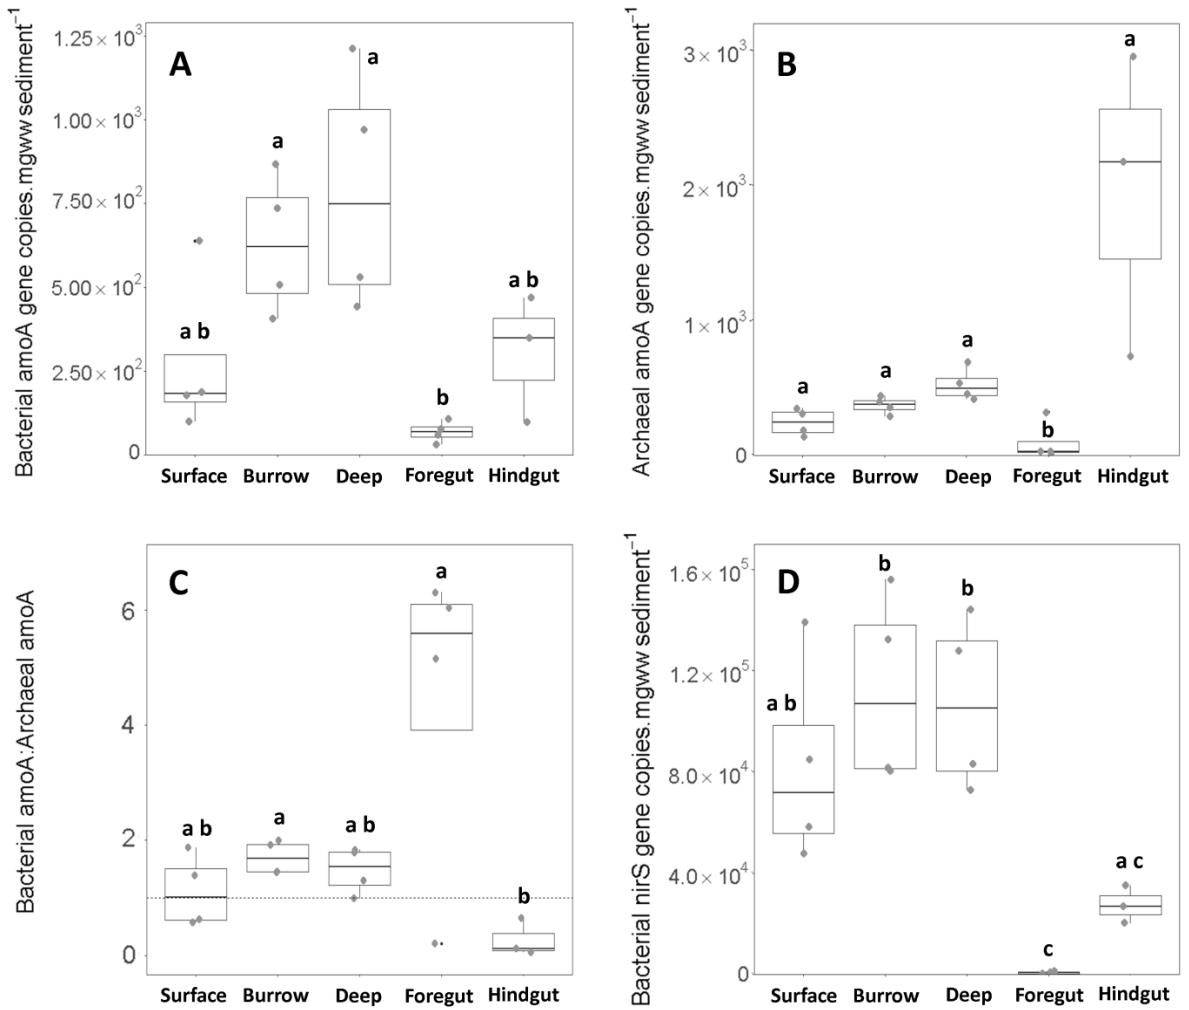 Bacterial amoA gene copies.mgww sediment⁻¹
A
1.25 × 10³
1.00 × 10³
7.50 × 10²
5.00 × 10²
2.50 × 10²
0
a b
a
a
b
a b
Surface Burrow Deep Foregut Hindgut
Archaeal amoA gene copies.mgww sediment⁻¹
B
3 × 10³
2 × 10³
1 × 10³
0
a
a
a
b
a
Surface Burrow Deep Foregut Hindgut
Bacterial amoA:Archaeal amoA
C
6
4
2
0
a b
a
a b
a
b
Surface Burrow Deep Foregut Hindgut
Bacterial nirS gene copies.mgww sediment⁻¹
D
1.6 × 10⁵
1.2 × 10⁵
8.0 × 10⁴
4.0 × 10⁴
0
a b
b
b
c
a c
Surface Burrow Deep Foregut Hindgut